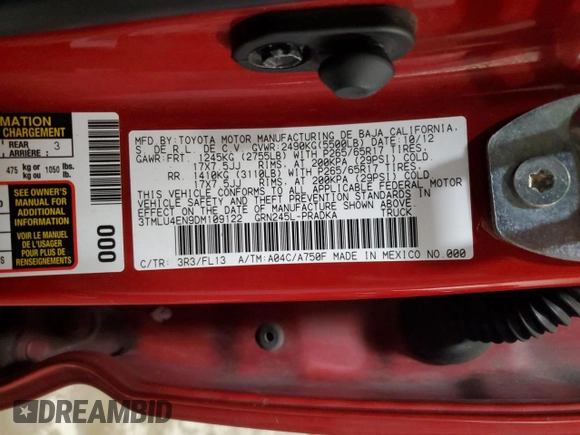 MATION
CHARGEMENT
REAR
ARRIÈRE: 3
475 kg or 1050 lbs.
kg ou lb.
SEE OWNER'S
MANUAL FOR
ADDITIONAL
INFORMATION
VOIR LE MANUEL
DE L'USAGER
POUR PLUS DE
RENSEIGNEMENTS
000
MFD.BY: TOYOTA MOTOR MANUFACTURING DE BAJA CALIFORNIA,
S. DE R.L. DE C.V. GVWR:2490KG(5500LB) 10/12
GAWR:FRT. 1245KG (2755LB) WITH P265/65R17 TIRES,
17X7.5JJ RIMS, AT 200KPA (29PSI) COLD
RR. 1410KG (3110LB) WITH P265/65R17 TIRES,
17X7.5JJ RIMS, AT 200KPA (29PSI) COLD
THIS VEHICLE CONFORMS TO ALL APPLICABLE FEDERAL MOTOR
VEHICLE SAFETY AND THEFT PREVENTION STANDARDS IN
EFFECT ON THE DATE OF MANUFACTURE SHOWN ABOVE.
3TMLU4EN9DM109122 GRN245L-PRADKA TRUCK
C/TR: 3R3/FL13 A/TM:A04C/A750F MADE IN MEXICO NO.000
DREAMBID